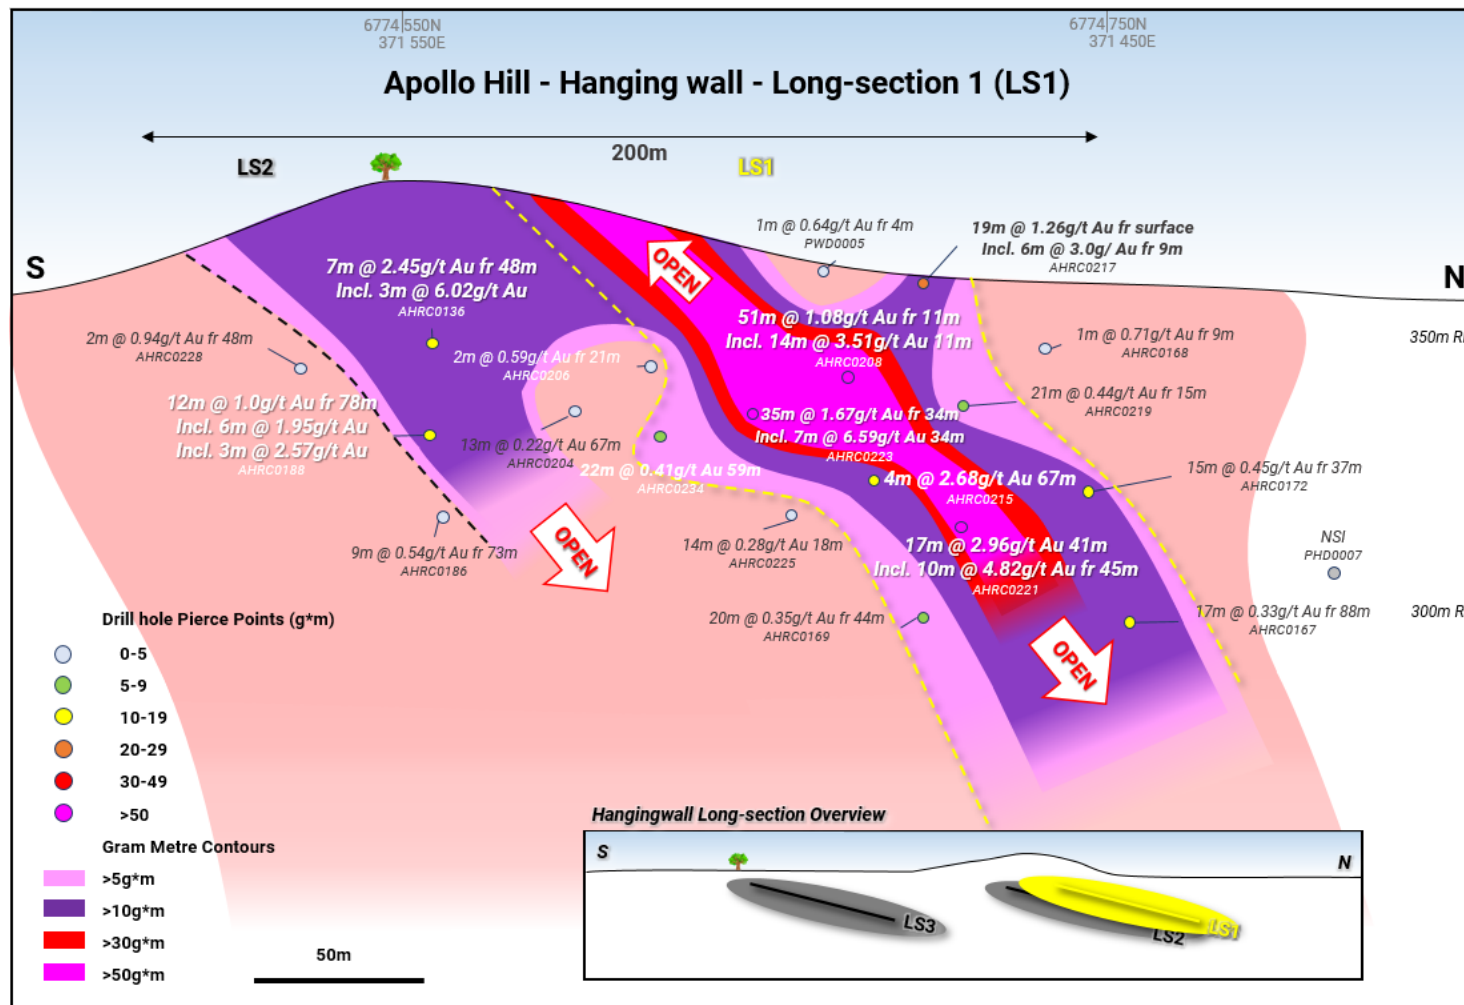 6774 550N
371 550E
6774 750N
371 450E
Apollo Hill - Hanging wall - Long-section 1 (LS1)
200m
LS2
LS1
S
N
1m @ 0.64g/t Au fr 4m
PWD0005
19m @ 1.26g/t Au fr surface
Incl. 6m @ 3.0g/ Au fr 9m
AHRC0217
OPEN
7m @ 2.45g/t Au fr 48m
Incl. 3m @ 6.02g/t Au
AHRC0136
51m @ 1.08g/t Au fr 11m
Incl. 14m @ 3.51g/t Au 11m
AHRC0208
2m @ 0.94g/t Au fr 48m
AHRC0228
2m @ 0.59g/t Au fr 21m
AHRC0206
1m @ 0.71g/t Au fr 9m
AHRC0168
350m R
21m @ 0.44g/t Au fr 15m
AHRC0219
12m @ 1.0g/t Au fr 78m
Incl. 6m @ 1.95g/t Au
Incl. 3m @ 2.57g/t Au
AHRC0188
35m @ 1.67g/t Au fr 34m
Incl. 7m @ 6.59g/t Au 34m
AHRC0223
13m @ 0.22g/t Au 67m
AHRC0204
22m @ 0.41g/t Au 59m
AHRC0234
4m @ 2.68g/t Au 67m
AHRC0215
15m @ 0.45g/t Au fr 37m
AHRC0172
9m @ 0.54g/t Au fr 73m
AHRC0186
OPEN
14m @ 0.28g/t Au 18m
AHRC0225
17m @ 2.96g/t Au 41m
Incl. 10m @ 4.82g/t Au fr 45m
AHRC0221
NSI
PHD0007
20m @ 0.35g/t Au fr 44m
AHRC0169
17m @ 0.33g/t Au fr 88m
AHRC0167
300m R
OPEN
Drill hole Pierce Points (g*m)
0-5
5-9
10-19
20-29
30-49
>50
Gram Metre Contours
>5g*m
>10g*m
>30g*m
>50g*m
50m
Hangingwall Long-section Overview
S
N
LS3
LS2
LS1